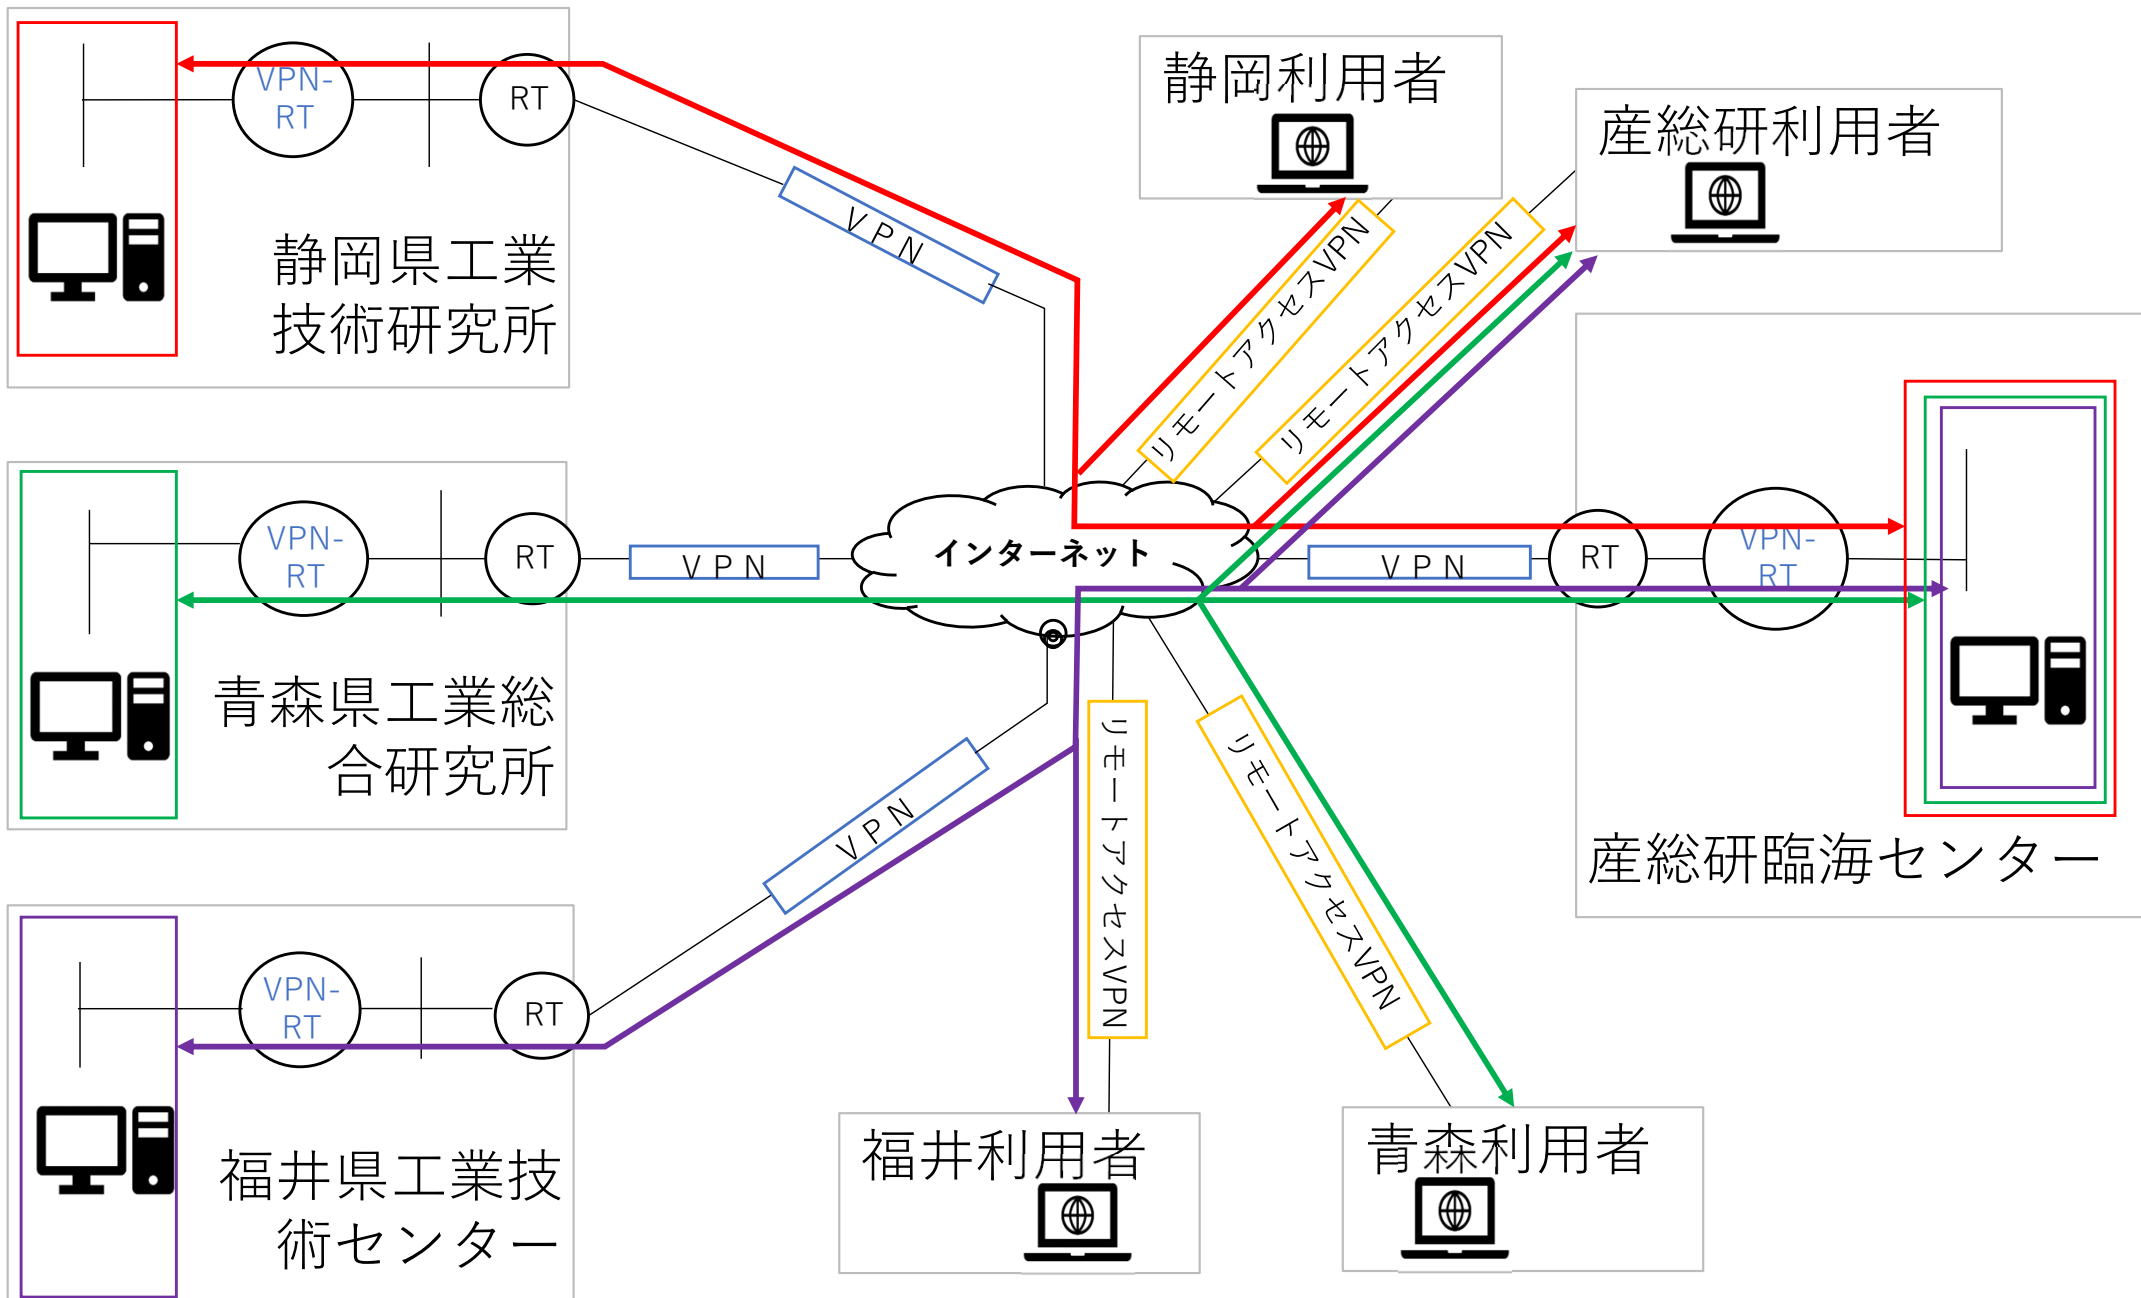 VPN-
RT
RT
静岡県工業
技術研究所
VPN
静岡利用者
産総研利用者
リモートアクセスVPN
リモートアクセスVPN
VPN-
RT
RT
青森県工業総
合研究所
VPN
インターネット
VPN
RT
VPN-
RT
産総研臨海センター
VPN
リモートアクセスVPN
リモートアクセスVPN
VPN-
RT
RT
福井県工業技
術センター
福井利用者
青森利用者